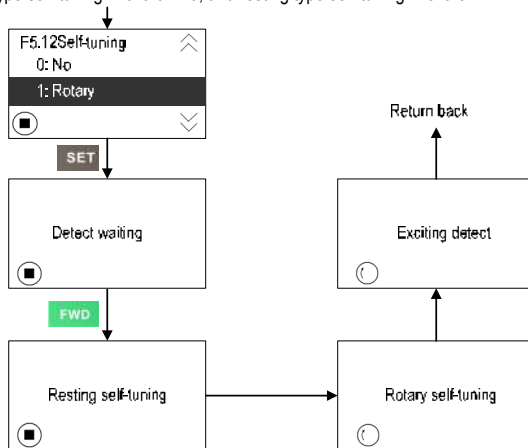 F5.12Self-tuning
0: No
1: Rotary
SET
Detect waiting
FWD
Resting self-tuning
Rotary self-tuning
Exciting detect
Return back